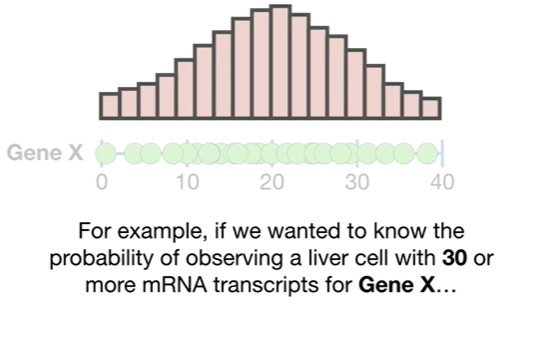 Gene X
0 10 20 30 40
For example, if we wanted to know the
probability of observing a liver cell with 30 or
more mRNA transcripts for Gene X...